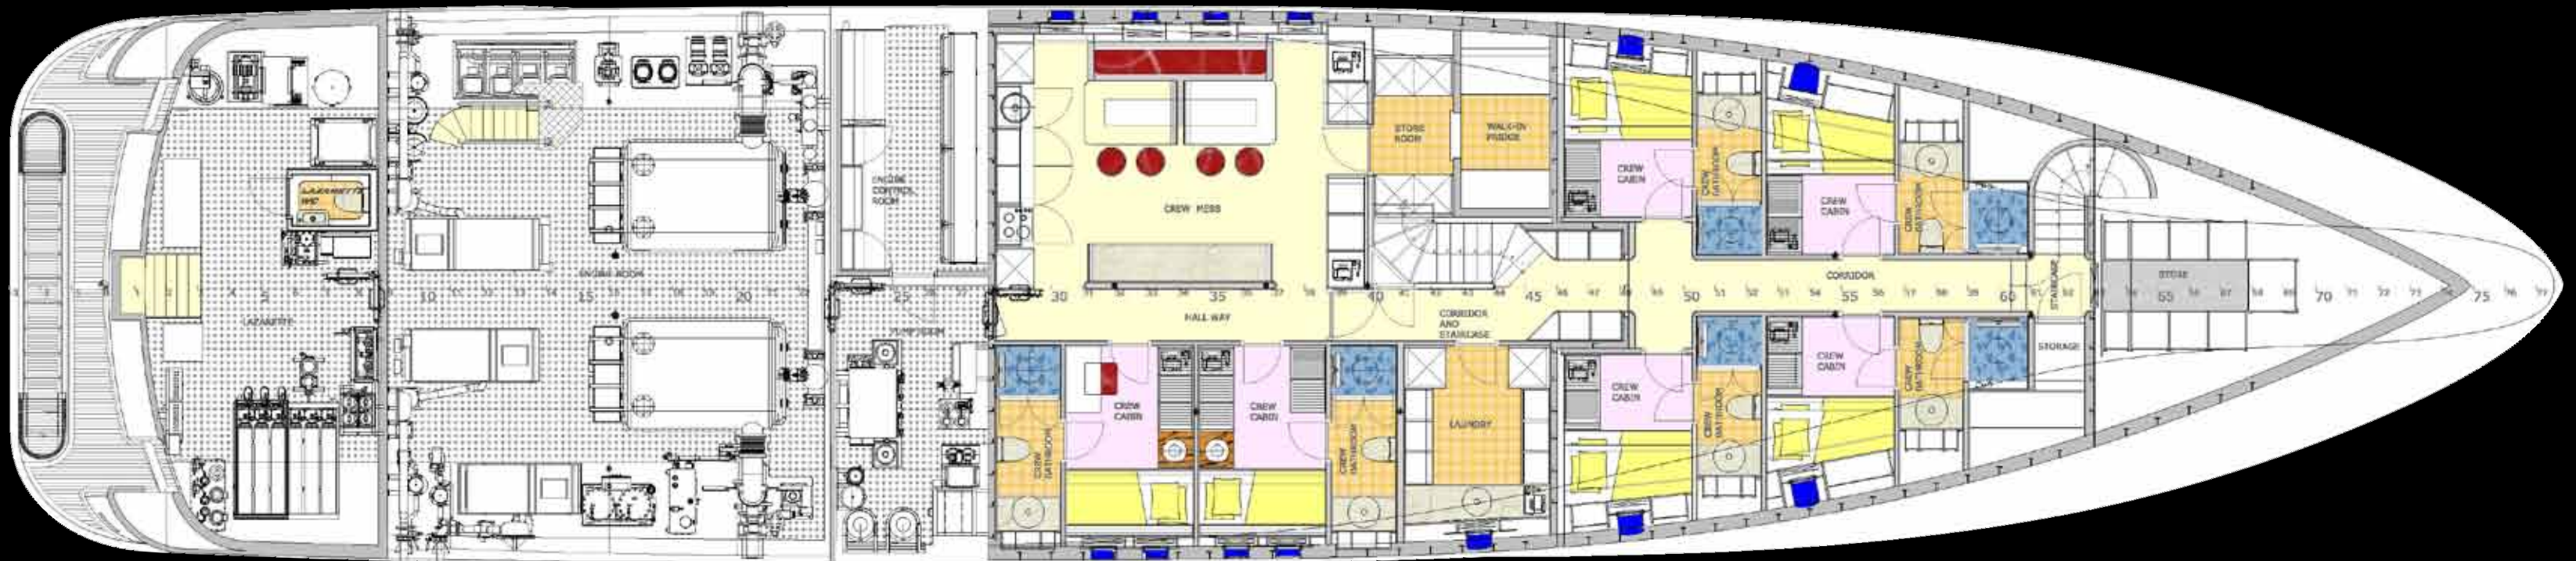 LAZARETTE
WC
LAZARETTE
ENGINE ROOM
ENGINE
CONTROL
ROOM
PUMP ROOM
CREW MESS
STORE
ROOM
WALK-IN
FRIDGE
HALL WAY
CORRIDOR
AND
STAIRCASE
CREW
CABIN
CREW
BATHROOM
CREW
CABIN
CREW
BATHROOM
CORRIDOR
STAIRCASE
STORE
STORAGE
5
10
15
20
25
30
35
40
45
50
55
60
65
70
75
CREW
BATHROOM
CREW
CABIN
CREW
CABIN
CREW
BATHROOM
LAUNDRY
CREW
CABIN
CREW
BATHROOM
CREW
CABIN
CREW
BATHROOM